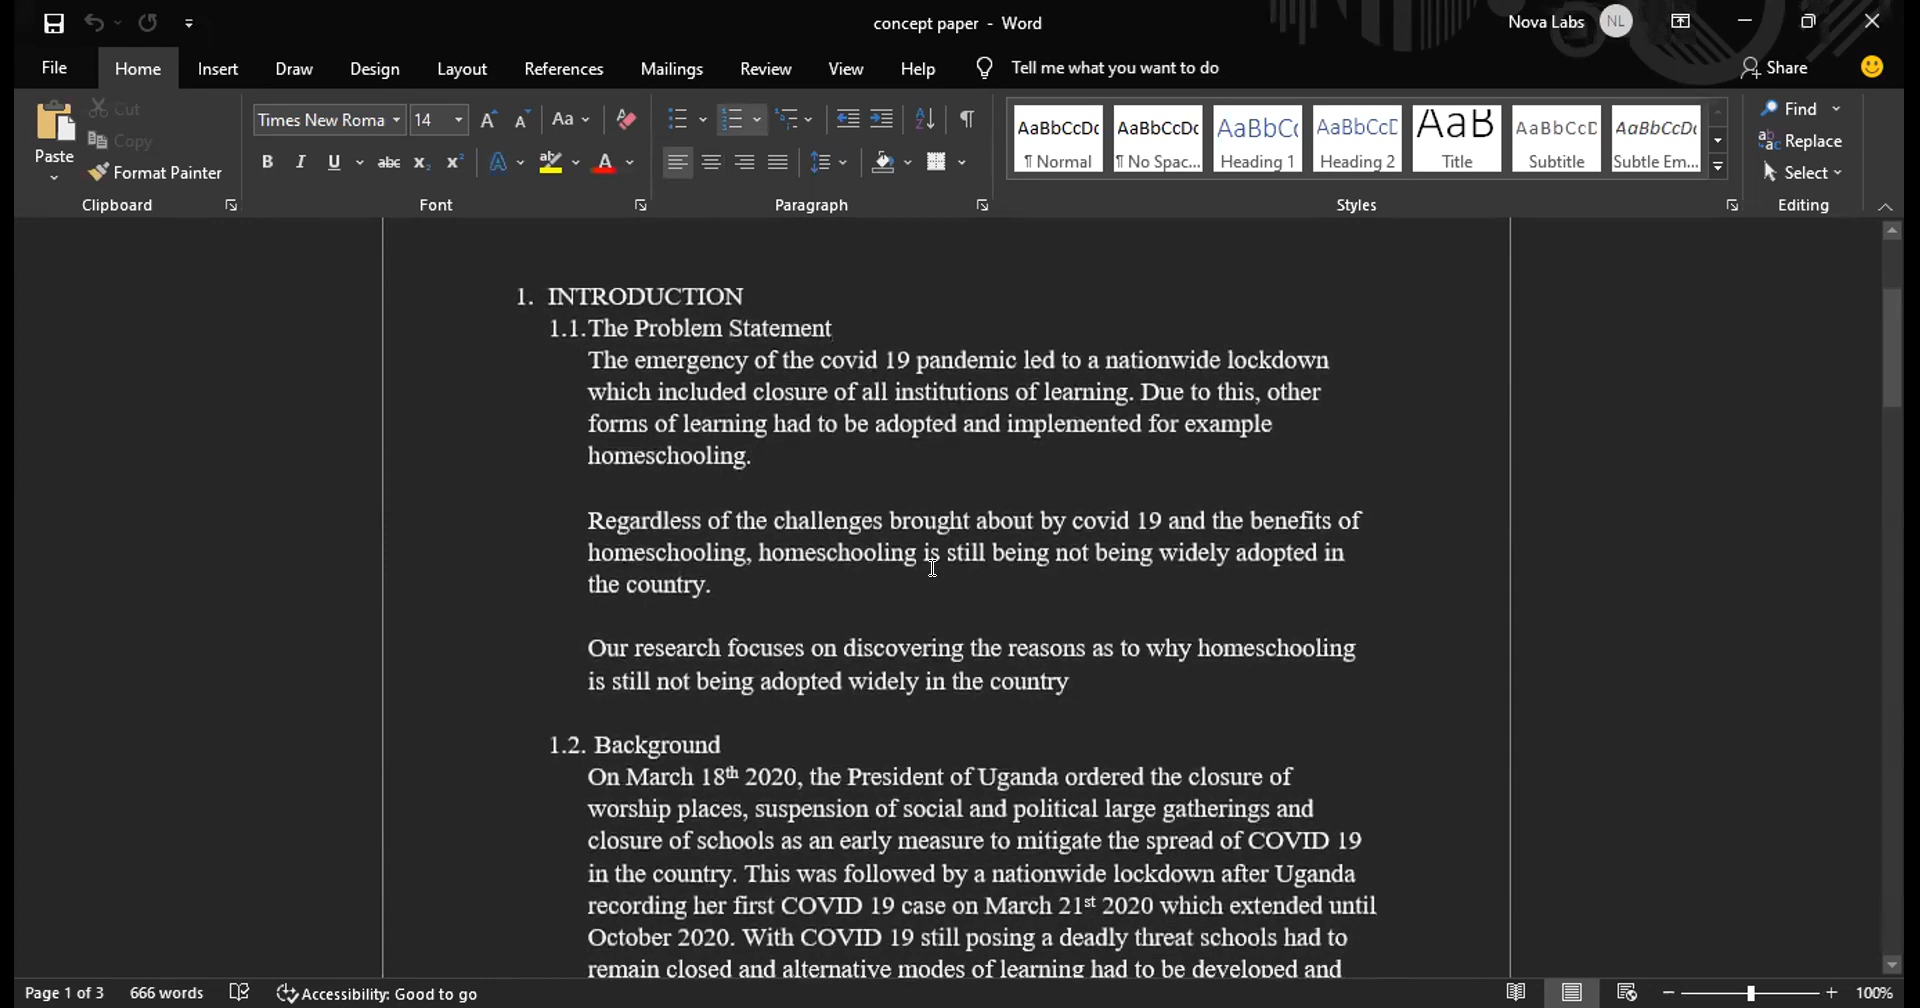 concept paper - Word
Nova Labs NL
File Home Insert Draw Design Layout References Mailings Review View Help Tell me what you want to do Share
Paste
Cut
Copy
Format Painter
Clipboard
Times New Roma 14
Aa
B I U abc x₂ x² A A
Font
Paragraph
AaBbCcDc AaBbCcDc AaBbCc AaBbCcD AaB AaBbCcD AaBbCcDc
¶ Normal ¶ No Spac... Heading 1 Heading 2 Title Subtitle Subtle Em...
Styles
Find
Replace
Select
Editing
1. INTRODUCTION
1.1.The Problem Statement
The emergency of the covid 19 pandemic led to a nationwide lockdown
which included closure of all institutions of learning. Due to this, other
forms of learning had to be adopted and implemented for example
homeschooling.
Regardless of the challenges brought about by covid 19 and the benefits of
homeschooling, homeschooling is still being not being widely adopted in
the country.
Our research focuses on discovering the reasons as to why homeschooling
is still not being adopted widely in the country
1.2. Background
On March 18th 2020, the President of Uganda ordered the closure of
worship places, suspension of social and political large gatherings and
closure of schools as an early measure to mitigate the spread of COVID 19
in the country. This was followed by a nationwide lockdown after Uganda
recording her first COVID 19 case on March 21st 2020 which extended until
October 2020. With COVID 19 still posing a deadly threat schools had to
remain closed and alternative modes of learning had to be developed and
Page 1 of 3 666 words Accessibility: Good to go 100%